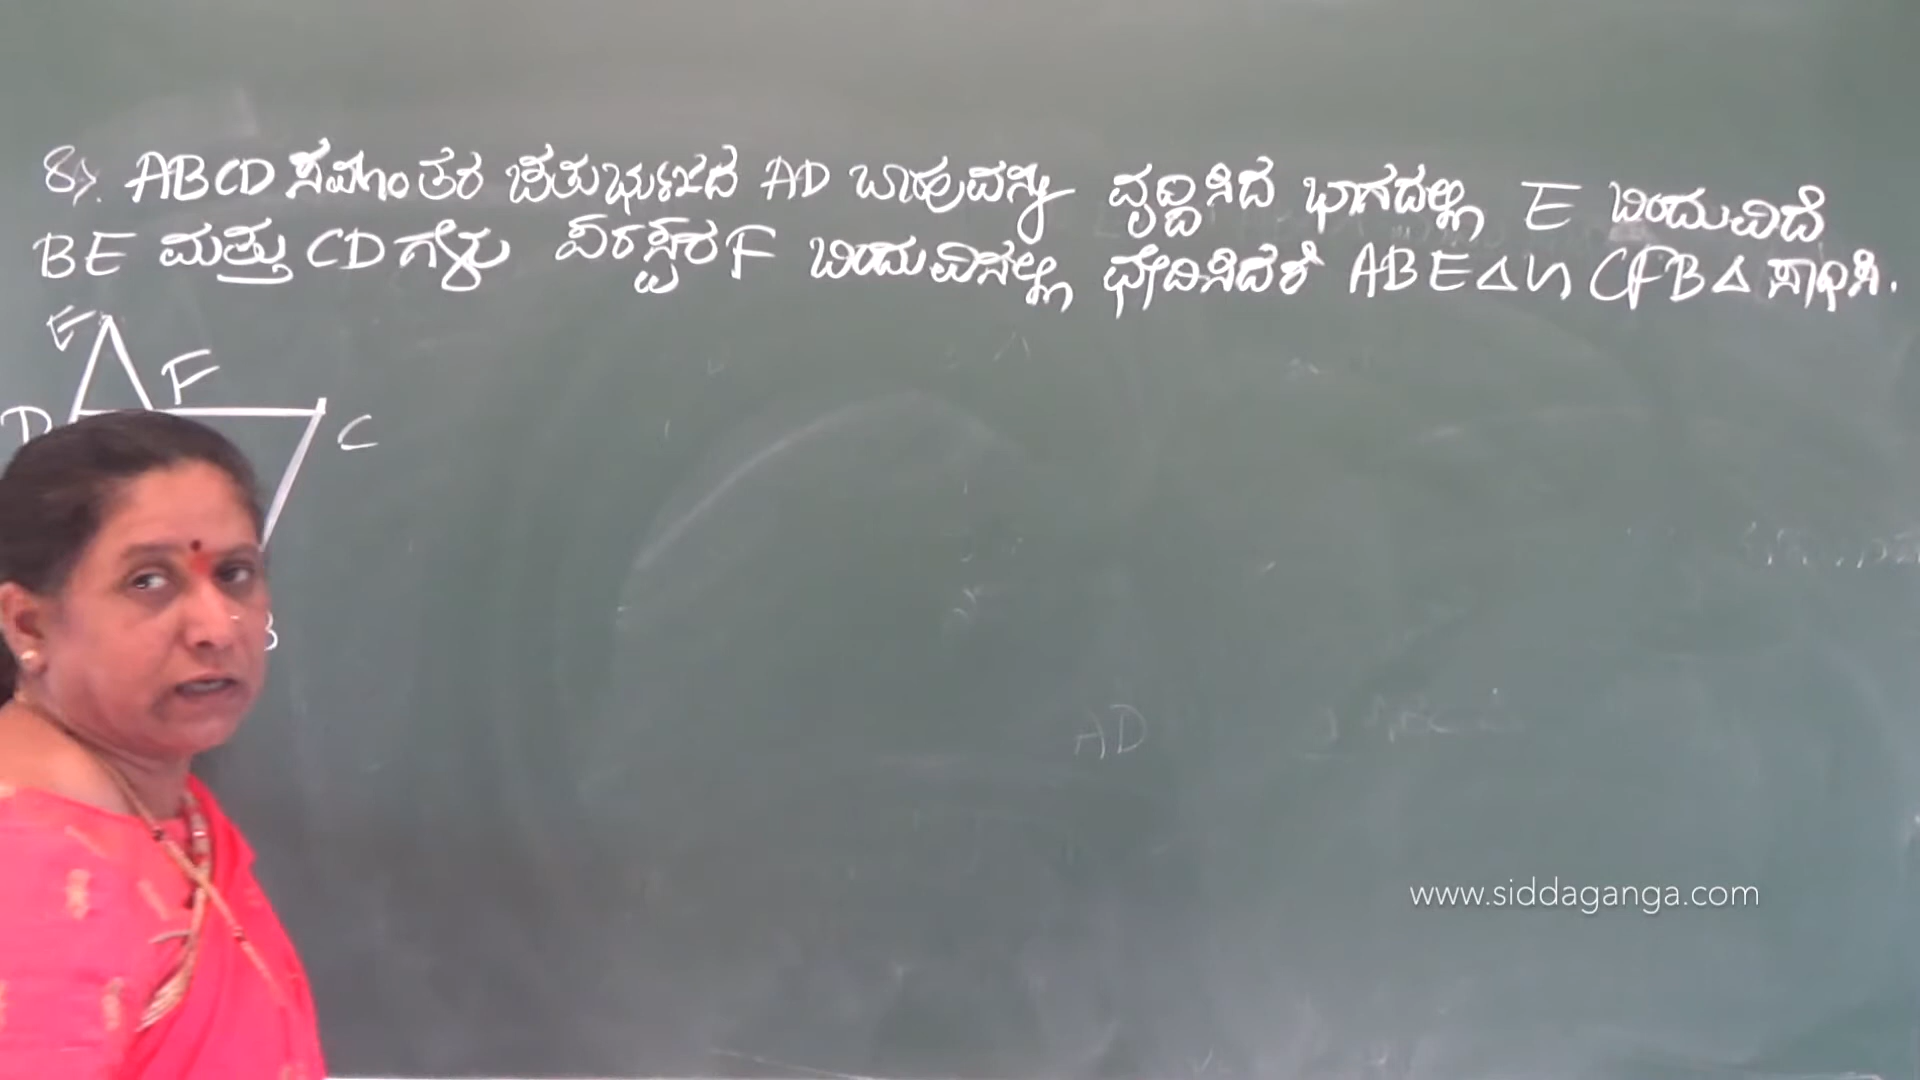 8). ABCD ಸಮಾಂತರ ಚತುರ್ಭುಜದ AD ಬಾಹುವನ್ನು ವೃದ್ಧಿಸಿದ ಭಾಗದಲ್ಲಿ E ಬಿಂದುವಿದೆ
BE ಮತ್ತು CD ಗಳು ಪರಸ್ಪರ F ಬಿಂದುವಿನಲ್ಲಿ ಛೇದಿಸಿದರೆ ABE∆ ∽ CFB∆ ಸಾಧಿಸಿ.
E
F
D
C
B
AD
www.siddaganga.com